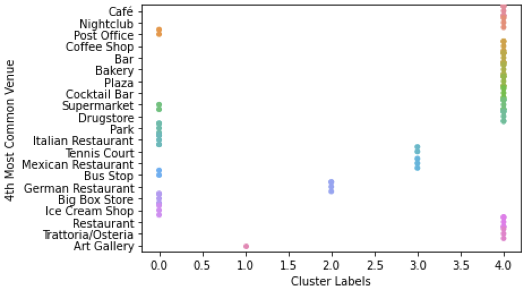 4th Most Common Venue
Café
Nightclub
Post Office
Coffee Shop
Bar
Bakery
Plaza
Cocktail Bar
Supermarket
Drugstore
Park
Italian Restaurant
Tennis Court
Mexican Restaurant
Bus Stop
German Restaurant
Big Box Store
Ice Cream Shop
Restaurant
Trattoria/Osteria
Art Gallery
0.0 0.5 1.0 1.5 2.0 2.5 3.0 3.5 4.0
Cluster Labels